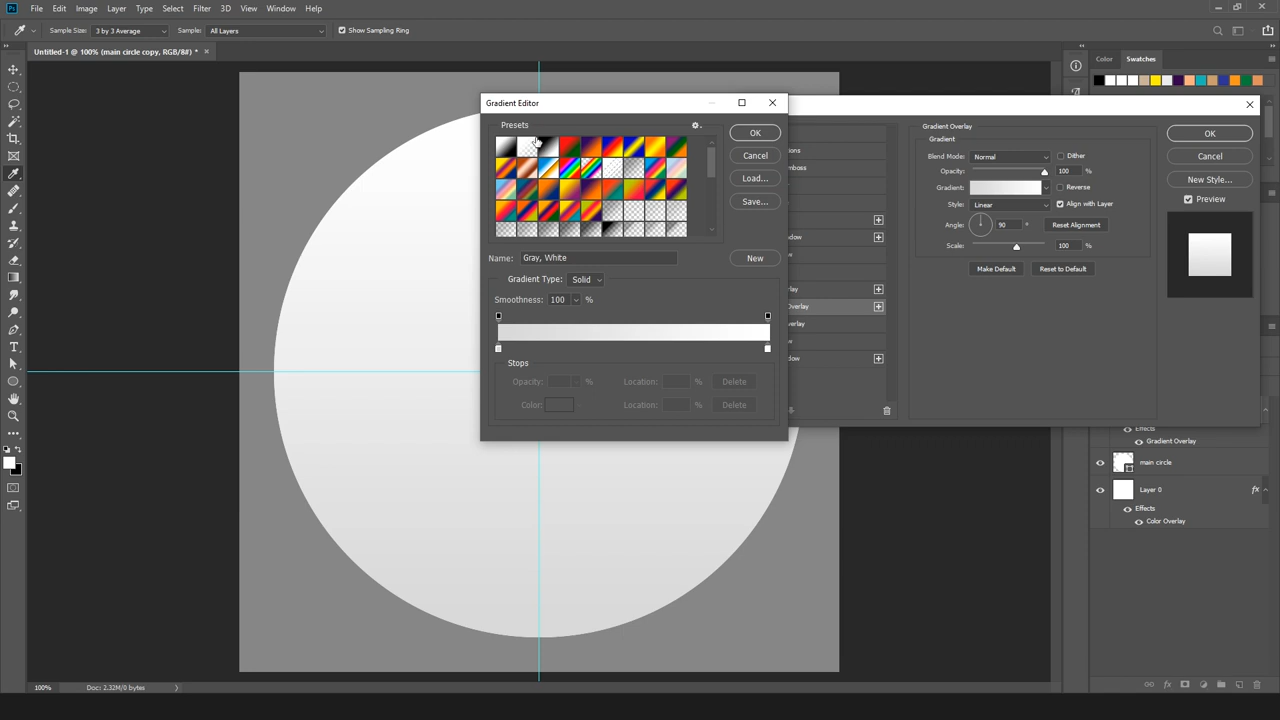 Ps File Edit Image Layer Type Select Filter 3D View Window Help
Sample Size: 3 by 3 Average Sample: All Layers Show Sampling Ring
Untitled-1 @ 100% (main circle copy, RGB/8#) * ×
Color Swatches
Gradient Editor
Presets
OK
Cancel
Load...
Save...
Name: Gray, White
New
Gradient Type: Solid
Smoothness: 100 %
Stops
Opacity: % Location: % Delete
Color: Location: % Delete
Overlay
Gradient Overlay
Gradient
Blend Mode: Normal Dither
Opacity: 100 %
Gradient: Reverse
Style: Linear Align with Layer
Angle: 90 ° Reset Alignment
Scale: 100 %
Make Default Reset to Default
OK
Cancel
New Style...
Preview
Effects
Gradient Overlay
main circle
Layer 0 fx
Effects
Color Overlay
100% Doc: 2.32M/0 bytes